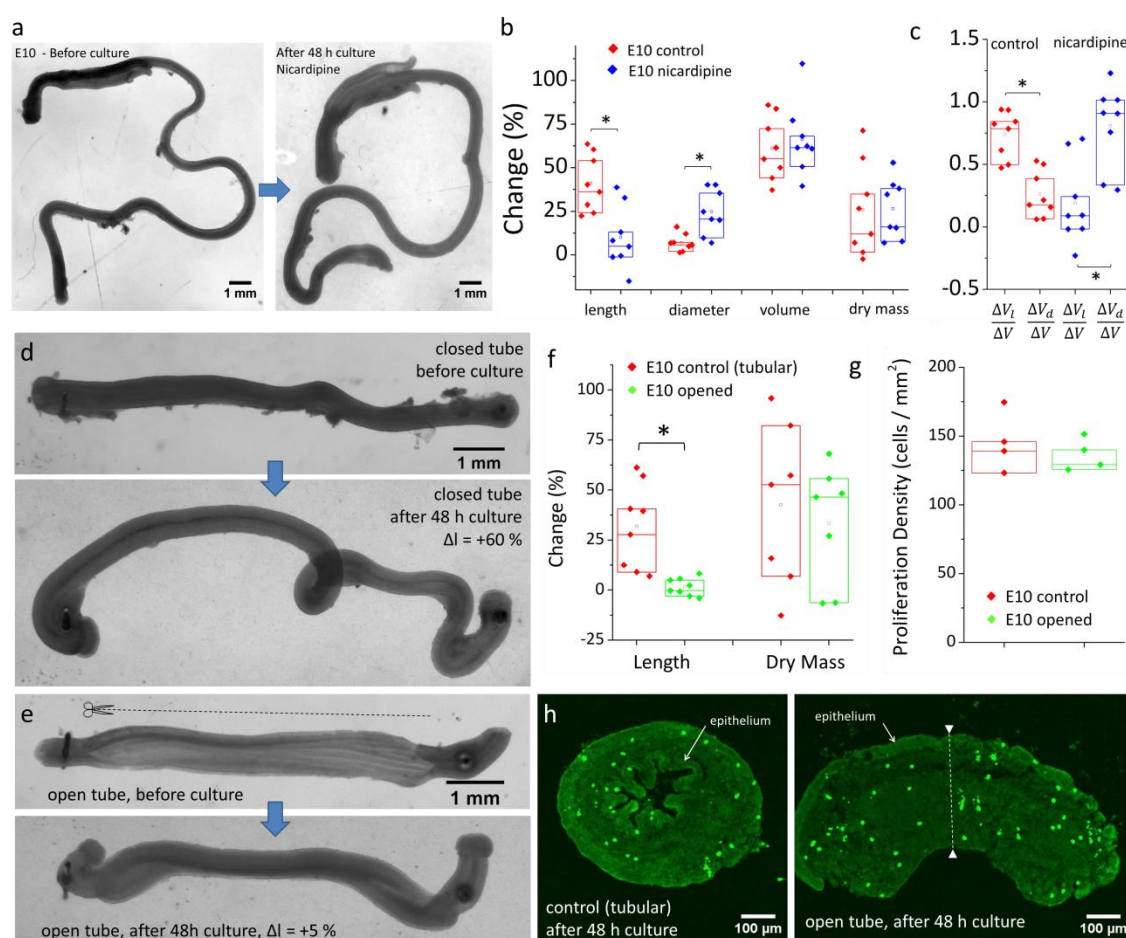 a
E10 - Before culture
After 48 h culture
Nicardipine
1 mm
1 mm
b
E10 control
E10 nicardipine
Change (%)
100
75
50
25
0
*
*
length
diameter
volume
dry mass
c
control
nicardipine
1.5
1.0
0.5
0.0
-0.5
*
*
ΔV_l/ΔV
ΔV_d/ΔV
ΔV_l/ΔV
ΔV_d/ΔV
d
closed tube
before culture
1 mm
closed tube
after 48 h culture
Δl = +60 %
e
open tube, before culture
1 mm
open tube, after 48h culture, Δl = +5 %
f
E10 control (tubular)
E10 opened
Change (%)
100
75
50
25
0
-25
*
Length
Dry Mass
g
Proliferation Density (cells / mm²)
200
150
100
50
0
E10 control
E10 opened
h
epithelium
control (tubular)
after 48 h culture
100 µm
epithelium
open tube, after 48 h culture
100 µm